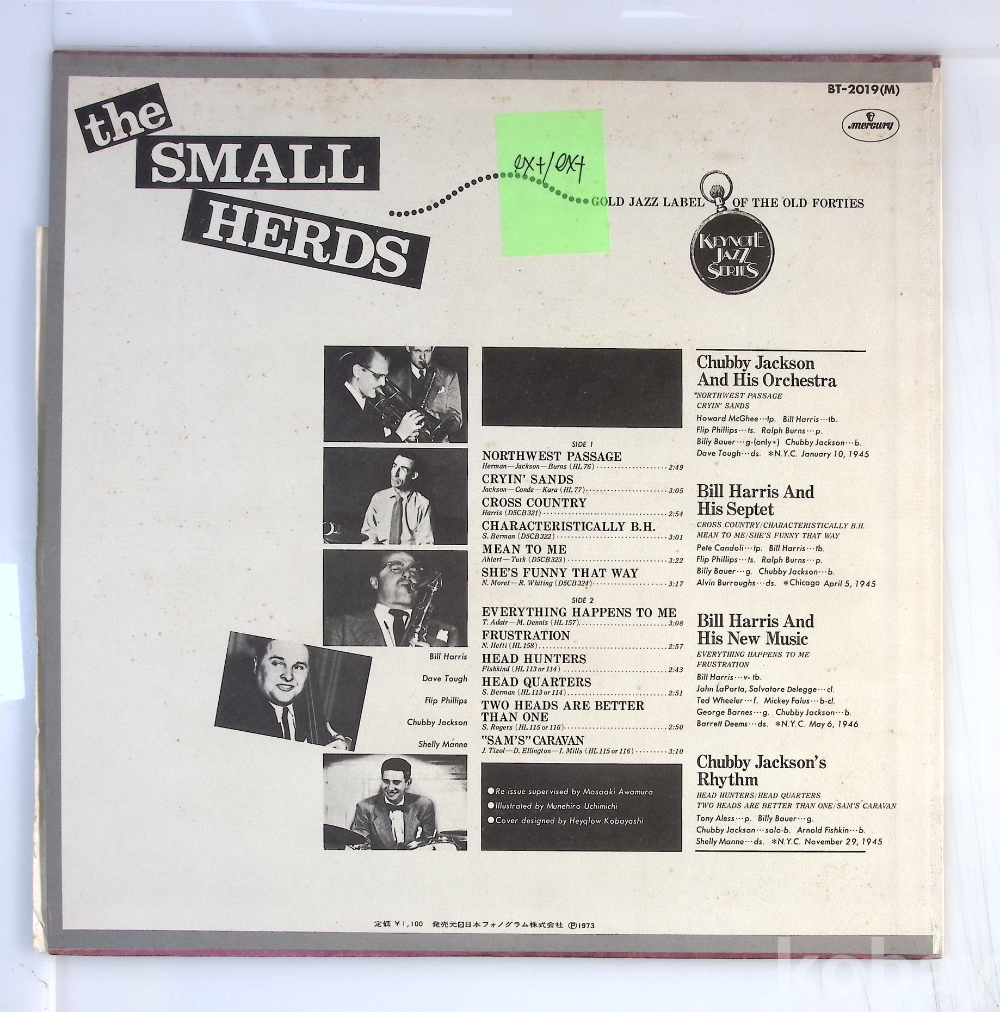 BT-2019(M)
mercury
the
SMALL
HERDS
ex+/ex+
GOLD JAZZ LABEL OF THE OLD FORTIES
KEYNOTE
JAZZ
SERIES
SIDE 1
NORTHWEST PASSAGE
Herman—Jackson—Burns (HL 76) 2:49
CRYIN' SANDS
Jackson—Conde—Kara (HL 77) 3:05
CROSS COUNTRY
Harris (DSCB321) 2:54
CHARACTERISTICALLY B.H.
S. Berman (DSCB322) 3:01
MEAN TO ME
Ahlert—Turk (DSCB323) 3:22
SHE'S FUNNY THAT WAY
N. Moret—R. Whiting (DSCB324) 3:17
SIDE 2
EVERYTHING HAPPENS TO ME
T. Adair—M. Dennis (HL 157) 3:08
FRUSTRATION
N. Hefti (HL 158) 2:57
HEAD HUNTERS
Fishkind (HL 113 or 114) 2:43
HEAD QUARTERS
S. Berman (HL 113 or 114) 2:51
TWO HEADS ARE BETTER
THAN ONE
S. Rogers (HL 115 or 116) 2:50
"SAM'S" CARAVAN
J. Tizol—D. Ellington—I. Mills (HL 115 or 116) 3:10
●Re-issue supervised by Masaaki Awamura
●Illustrated by Munehiro Uchimichi
●Cover designed by Heyqlow Kobayashi
Bill Harris
Dave Tough
Flip Phillips
Chubby Jackson
Shelly Manne
Chubby Jackson
And His Orchestra
*NORTHWEST PASSAGE
CRYIN' SANDS
Howard McGhee···tp. Bill Harris···tb.
Flip Phillips···ts. Ralph Burns···p.
Billy Bauer···g-(only*) Chubby Jackson···b.
Dave Tough···ds. *N.Y.C. January 10, 1945
Bill Harris And
His Septet
CROSS COUNTRY/CHARACTERISTICALLY B.H.
MEAN TO ME/SHE'S FUNNY THAT WAY
Pete Candoli···tp. Bill Harris···tb.
Flip Phillips···ts. Ralph Burns···p.
Billy Bauer···g. Chubby Jackson···b.
Alvin Burroughs···ds. *Chicago April 5, 1945
Bill Harris And
His New Music
EVERYTHING HAPPENS TO ME
FRUSTRATION
Bill Harris···v-tb.
John LaPorta, Salvatore Delegge···cl.
Ted Wheeler···f. Mickey Folus···b-cl.
George Barnes···g. Chubby Jackson···b.
Barrett Deems···ds. *N.Y.C. May 6, 1946
Chubby Jackson's
Rhythm
HEAD HUNTERS/HEAD QUARTERS
TWO HEADS ARE BETTER THAN ONE/SAM'S CARAVAN
Tony Aless···p. Billy Bauer···g.
Chubby Jackson···solo-b. Arnold Fishkin···b.
Shelly Manne···ds. *N.Y.C. November 29, 1945
定価 ¥1,100 発売元 日本フォノグラム株式会社 Ⓟ1973
koba